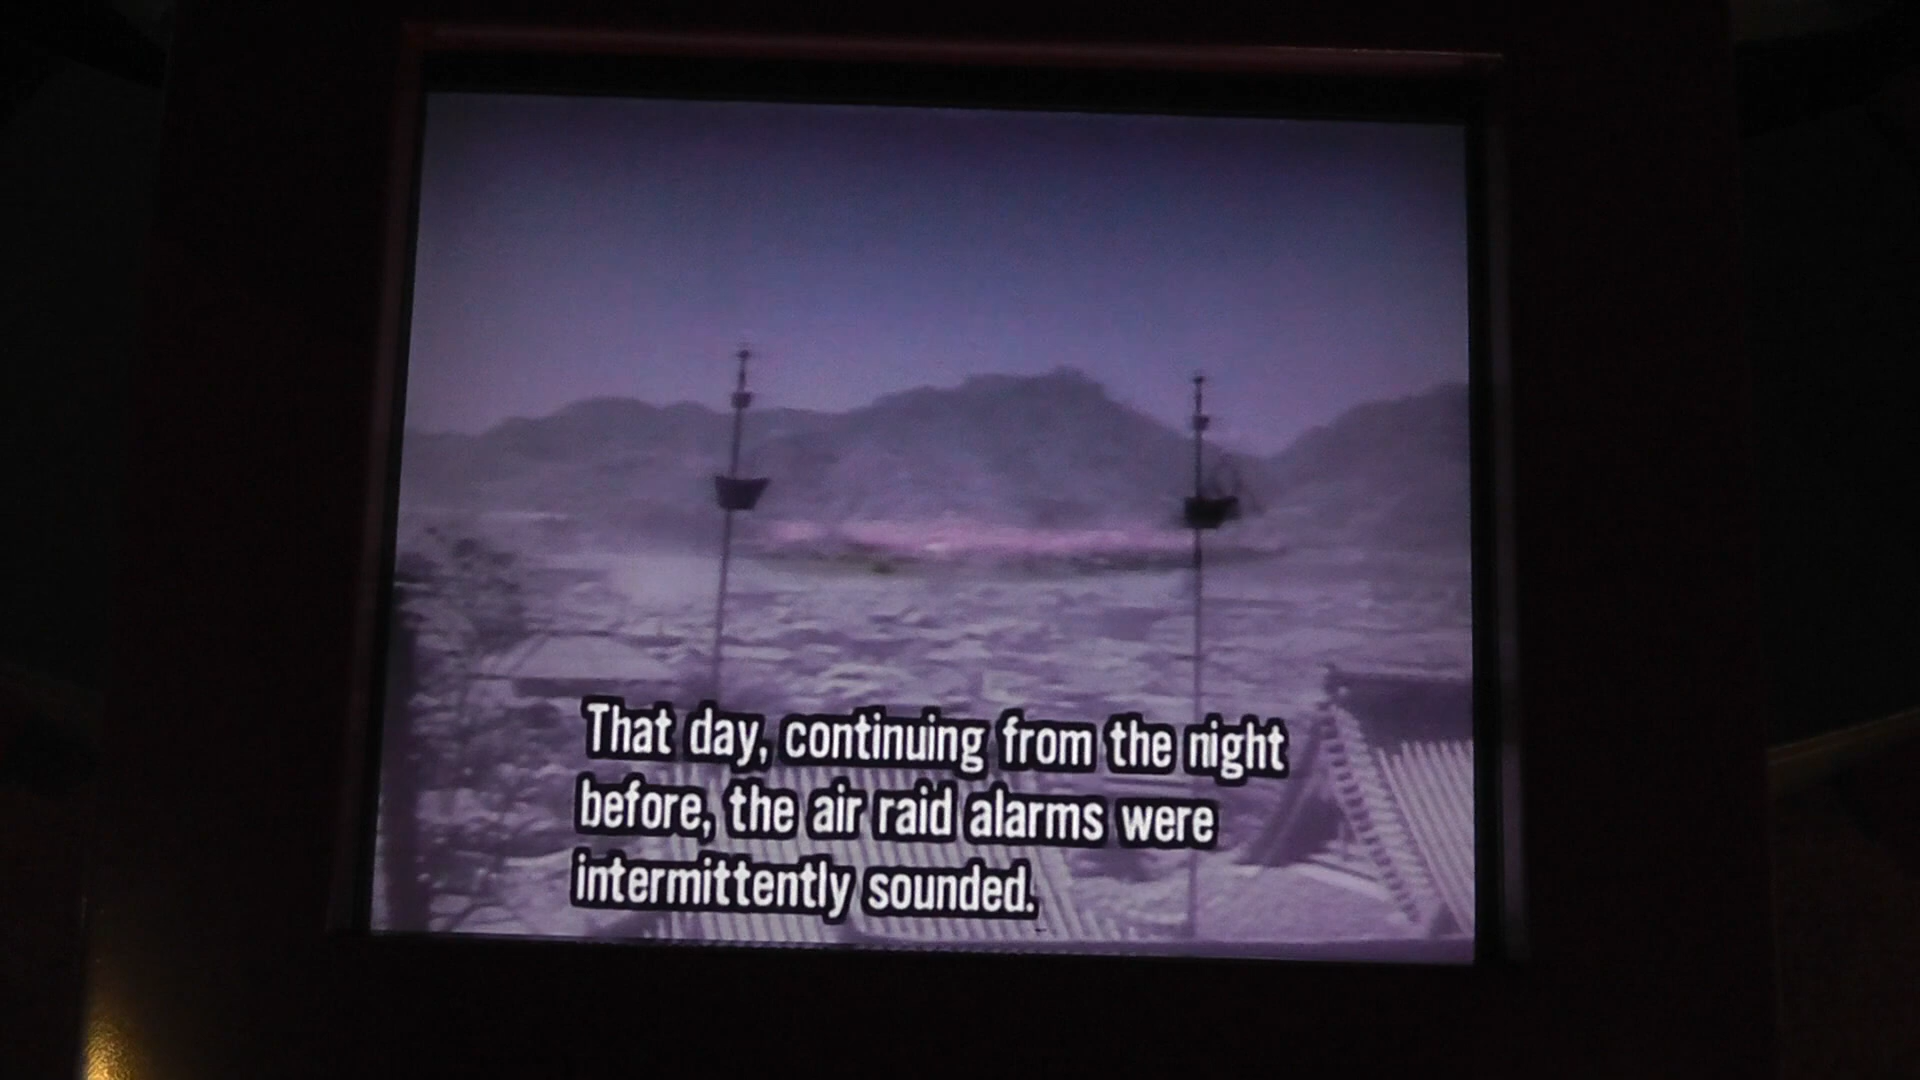 That day, continuing from the night
before, the air raid alarms were
intermittently sounded.